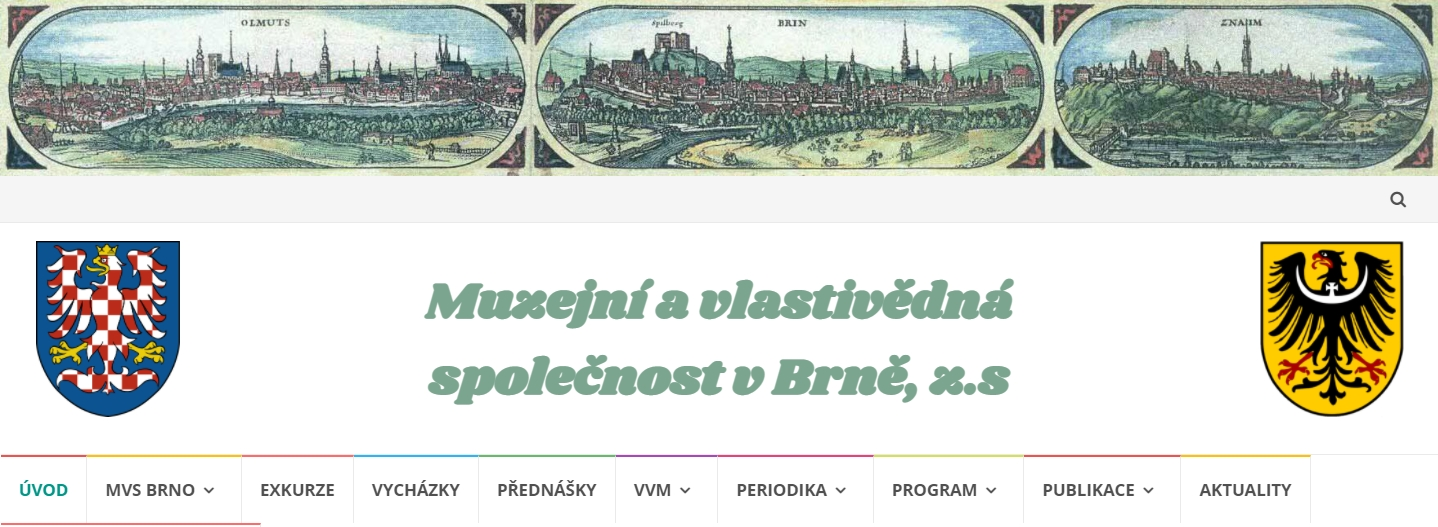 OLMUTS
Spilberg
BRIN
ZNAIM
Muzejní a vlastivědná
společnost v Brně, z.s
ÚVOD
MVS BRNO
EXKURZE
VYCHÁZKY
PŘEDNÁŠKY
VVM
PERIODIKA
PROGRAM
PUBLIKACE
AKTUALITY